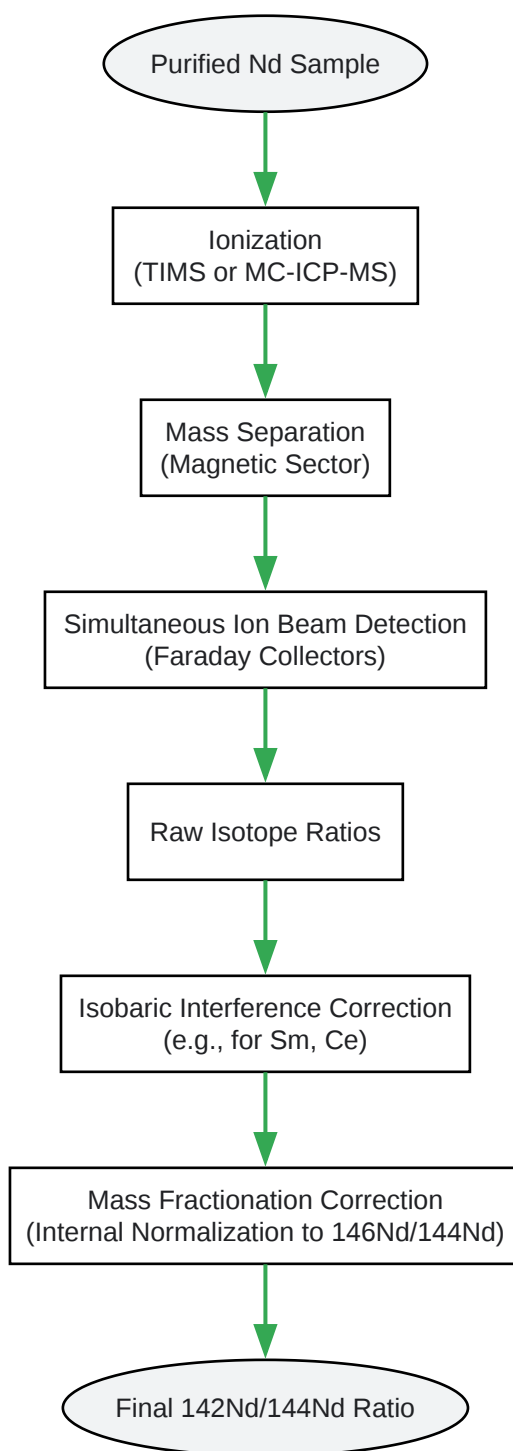 Purified Nd Sample
Ionization
(TIMS or MC-ICP-MS)
Mass Separation
(Magnetic Sector)
Simultaneous Ion Beam Detection
(Faraday Collectors)
Raw Isotope Ratios
Isobaric Interference Correction
(e.g., for Sm, Ce)
Mass Fractionation Correction
(Internal Normalization to 146Nd/144Nd)
Final 142Nd/144Nd Ratio